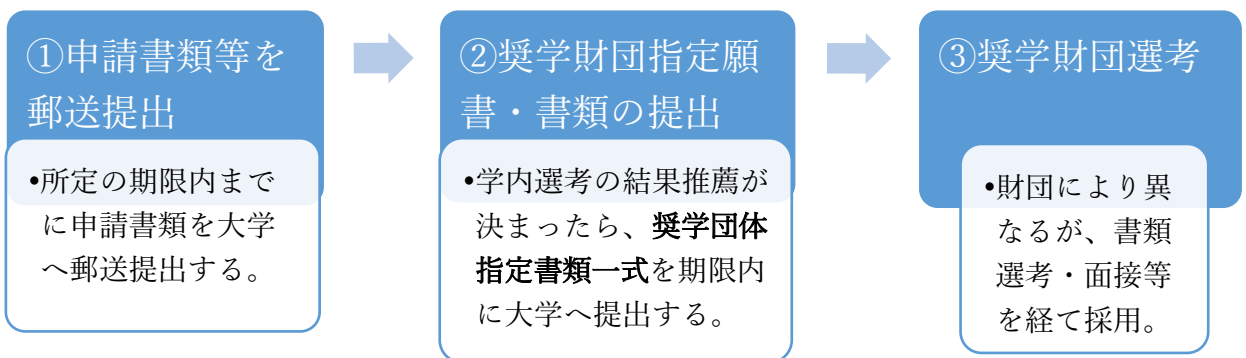 ①申請書類等を
郵送提出
•所定の期限内まで
に申請書類を大学
へ郵送提出する。
②奨学財団指定願
書・書類の提出
•学内選考の結果推薦が
決まったら、奨学団体
指定書類一式を期限内
に大学へ提出する。
③奨学財団選考
•財団により異
なるが、書類
選考・面接等
を経て採用。